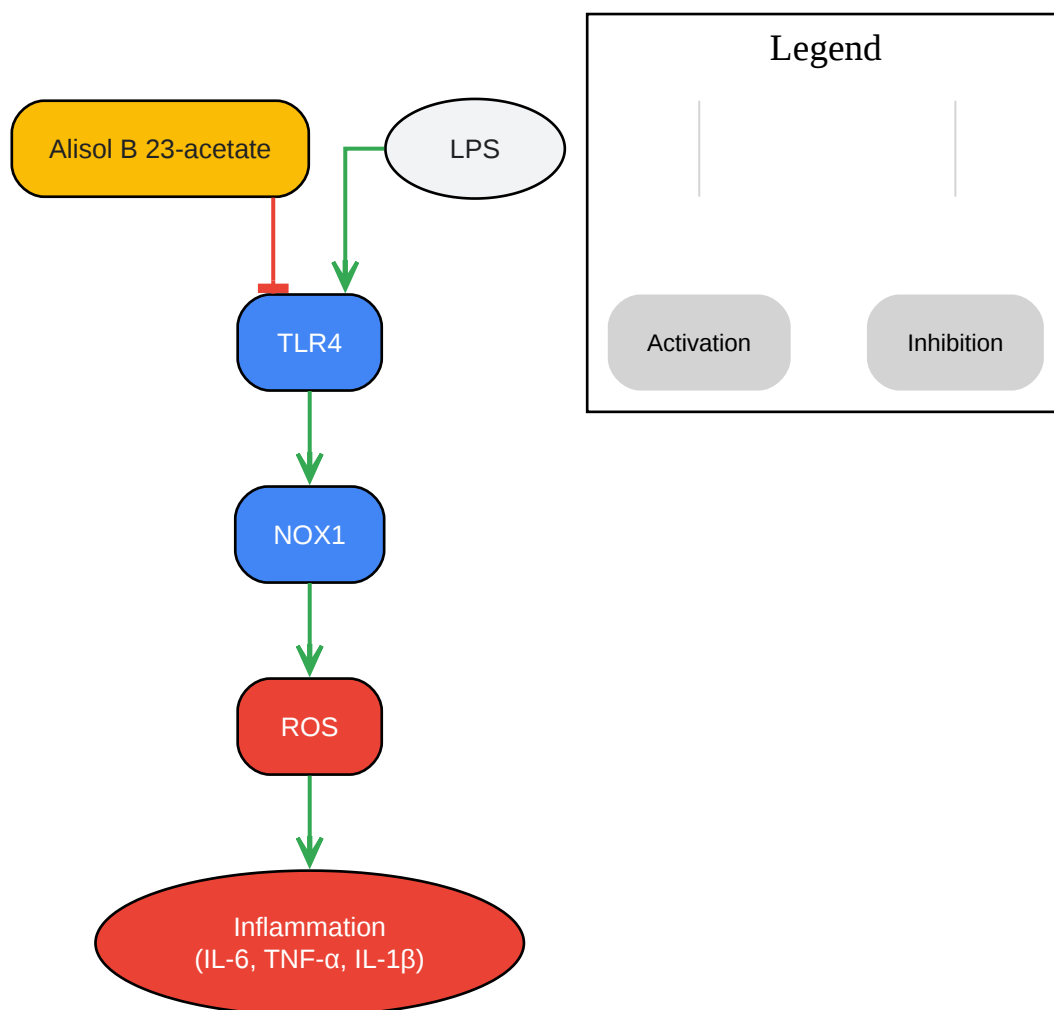 Legend
Alisol B 23-acetate
LPS
TLR4
Activation
Inhibition
NOX1
ROS
Inflammation
(IL-6, TNF-α, IL-1β)